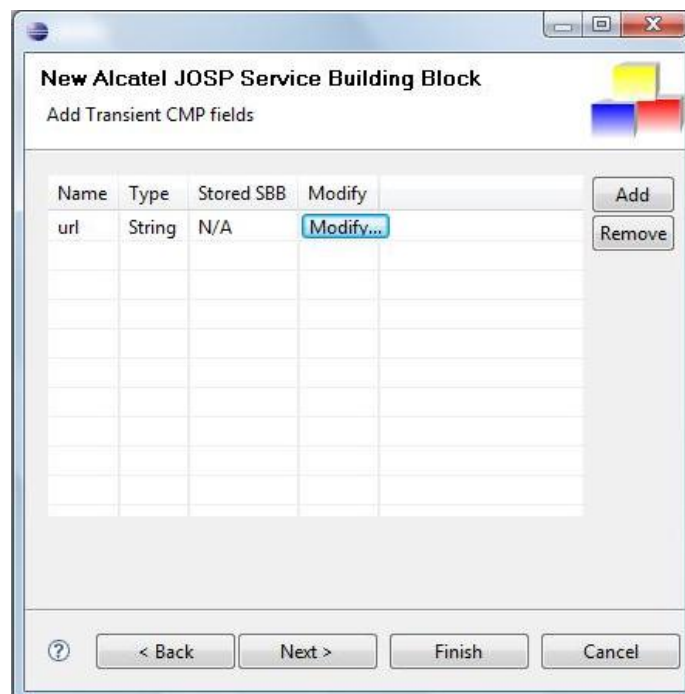 New Alcatel JOSP Service Building Block
Add Transient CMP fields
Name Type Stored SBB Modify
url String N/A Modify...
Add
Remove
? < Back Next > Finish Cancel